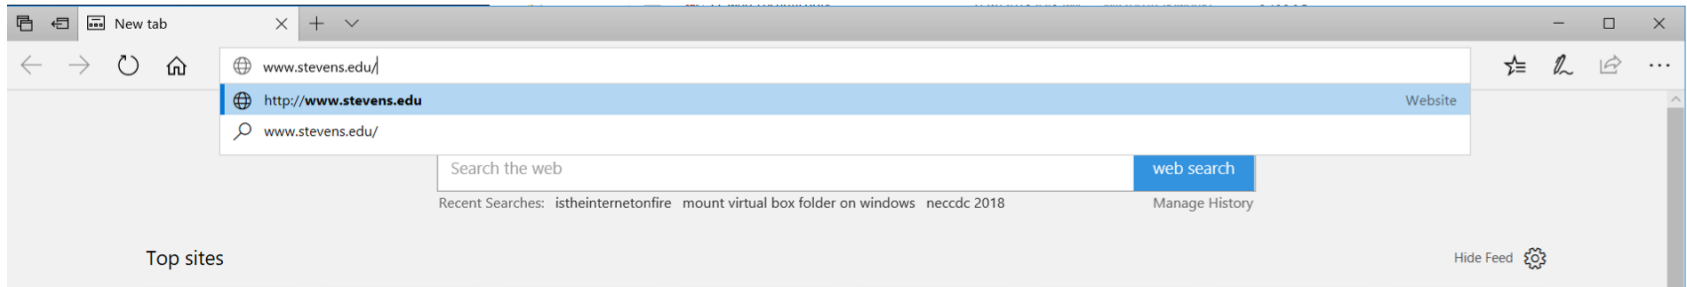 New tab
www.stevens.edu/
http://www.stevens.edu Website
www.stevens.edu/
Search the web web search
Recent Searches: istheinternetonfire mount virtual box folder on windows neccdc 2018 Manage History
Top sites Hide Feed